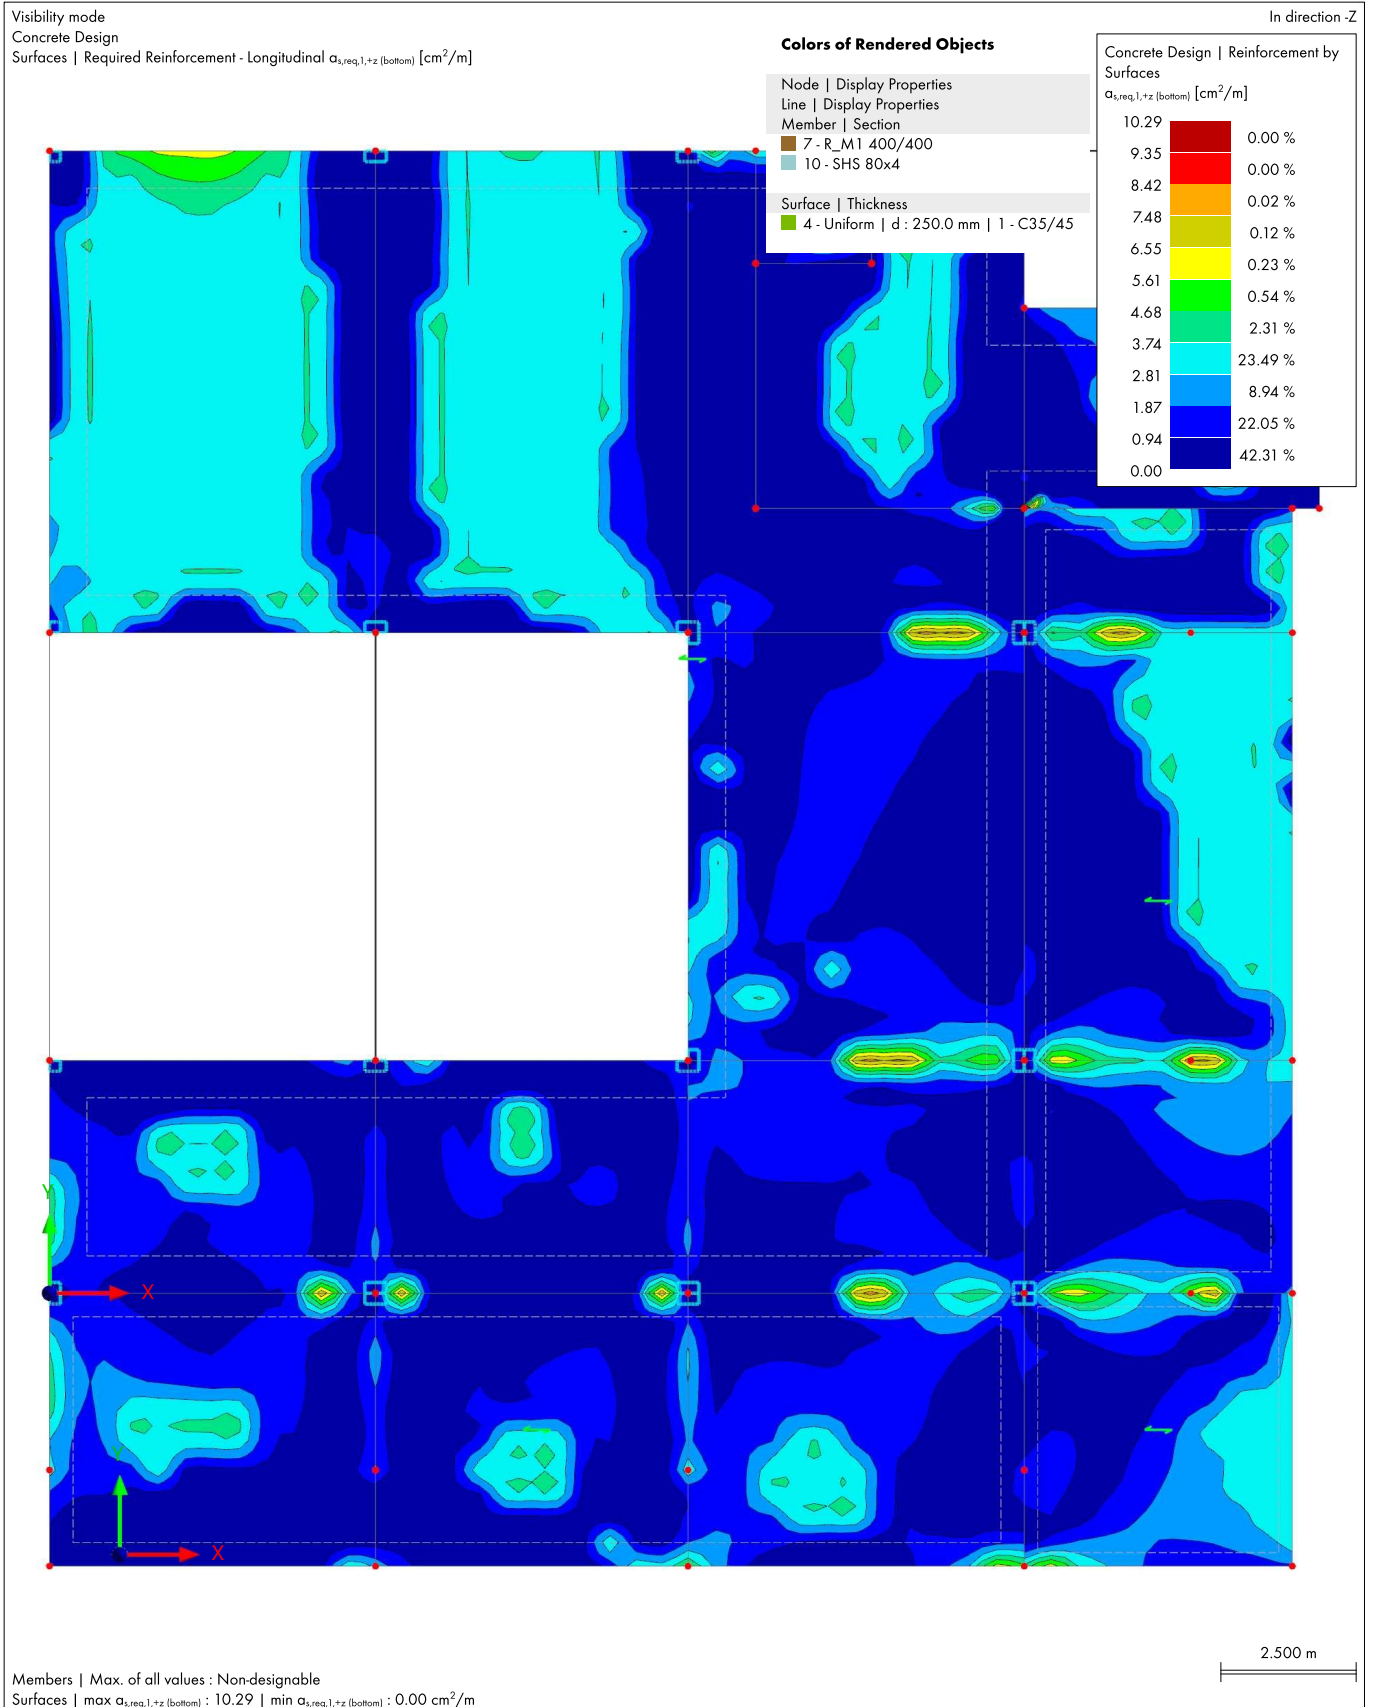 Visibility mode
Concrete Design
Surfaces | Required Reinforcement - Longitudinal as,req,1,+z (bottom) [cm²/m]
In direction -Z
Colors of Rendered Objects
Node | Display Properties
Line | Display Properties
Member | Section
7 - R_M1 400/400
10 - SHS 80x4
Surface | Thickness
4 - Uniform | d : 250.0 mm | 1 - C35/45
Concrete Design | Reinforcement by
Surfaces
as,req,1,+z (bottom) [cm²/m]
10.29
0.00 %
9.35
0.00 %
8.42
0.02 %
7.48
0.12 %
6.55
0.23 %
5.61
0.54 %
4.68
2.31 %
3.74
23.49 %
2.81
8.94 %
1.87
22.05 %
0.94
42.31 %
0.00
Y
X
Y
X
2.500 m
Members | Max. of all values : Non-designable
Surfaces | max as,req,1,+z (bottom) : 10.29 | min as,req,1,+z (bottom) : 0.00 cm²/m